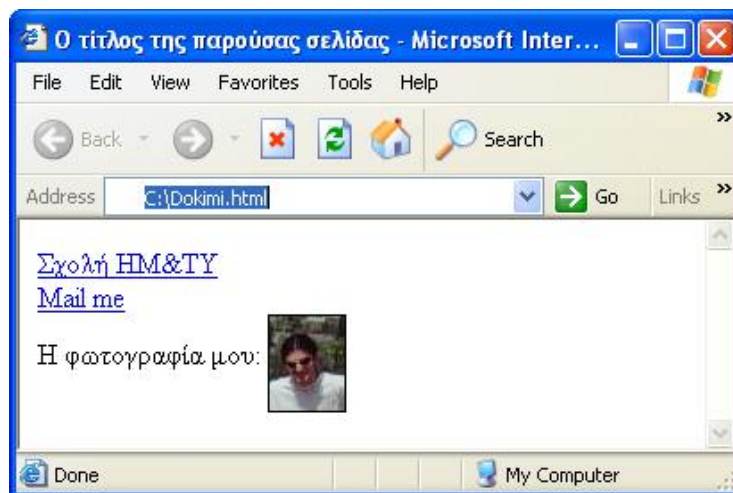 Ο τίτλος της παρούσας σελίδας - Microsoft Inter...
File Edit View Favorites Tools Help
Back Search »
Address C:\Dokimi.html Go Links »
Σχολή ΗΜ&ΤΥ
Mail me
Η φωτογραφία μου:
Done My Computer